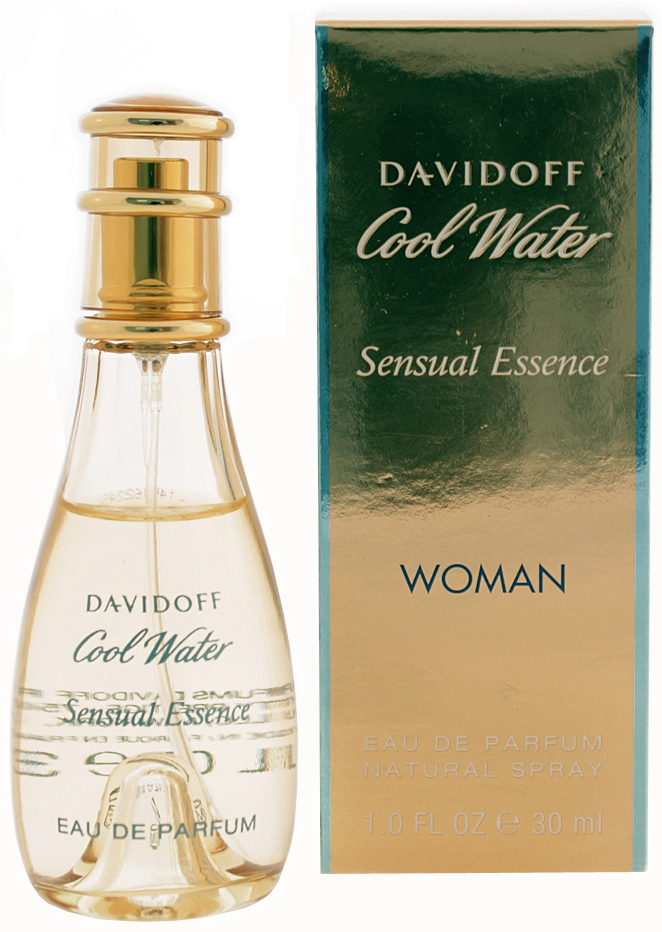 DAVIDOFF
Cool Water
Sensual Essence
EAU DE PARFUM
DAVIDOFF
Cool Water
Sensual Essence
WOMAN
EAU DE PARFUM
NATURAL SPRAY
1.0 FL OZ ℮ 30 ml